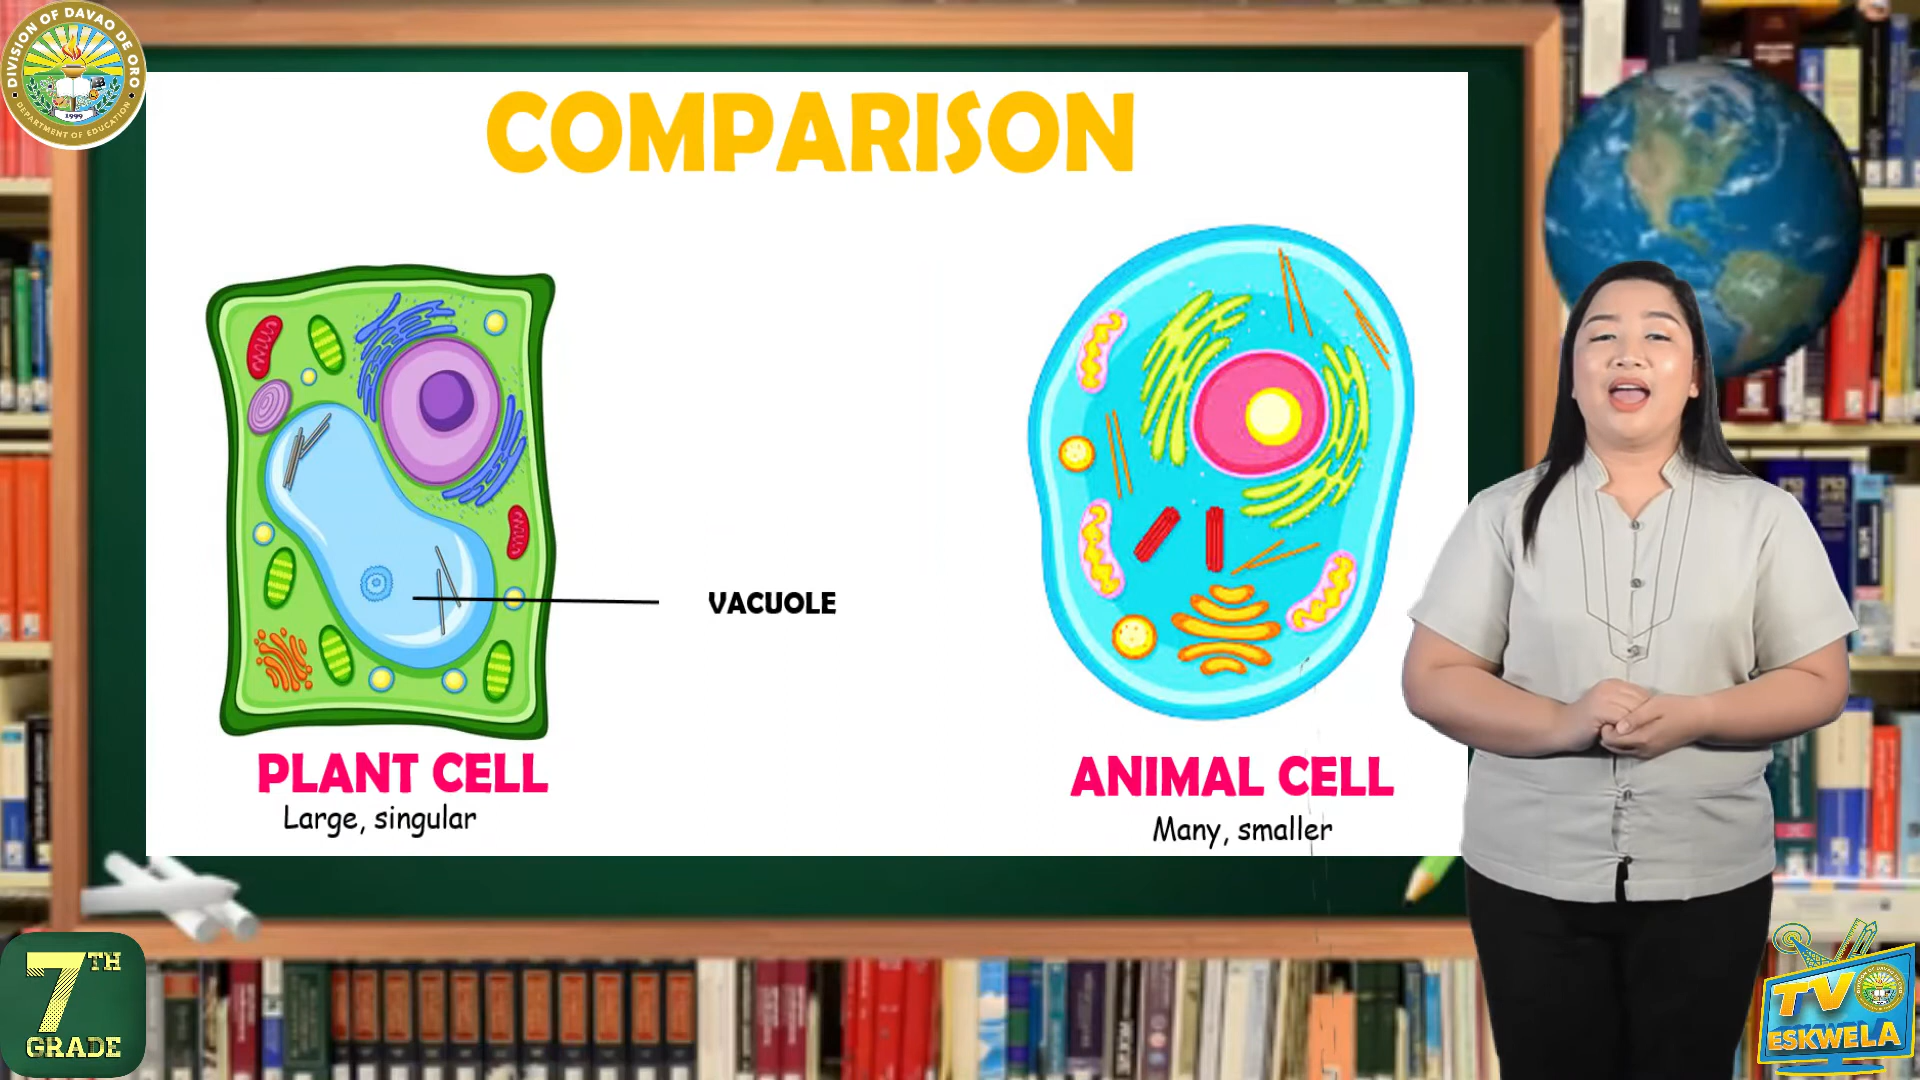 DIVISION OF DAVAO DE ORO
DEPARTMENT OF EDUCATION
1999
COMPARISON
VACUOLE
PLANT CELL
Large, singular
ANIMAL CELL
Many, smaller
7TH
GRADE
TV
ESKWELA